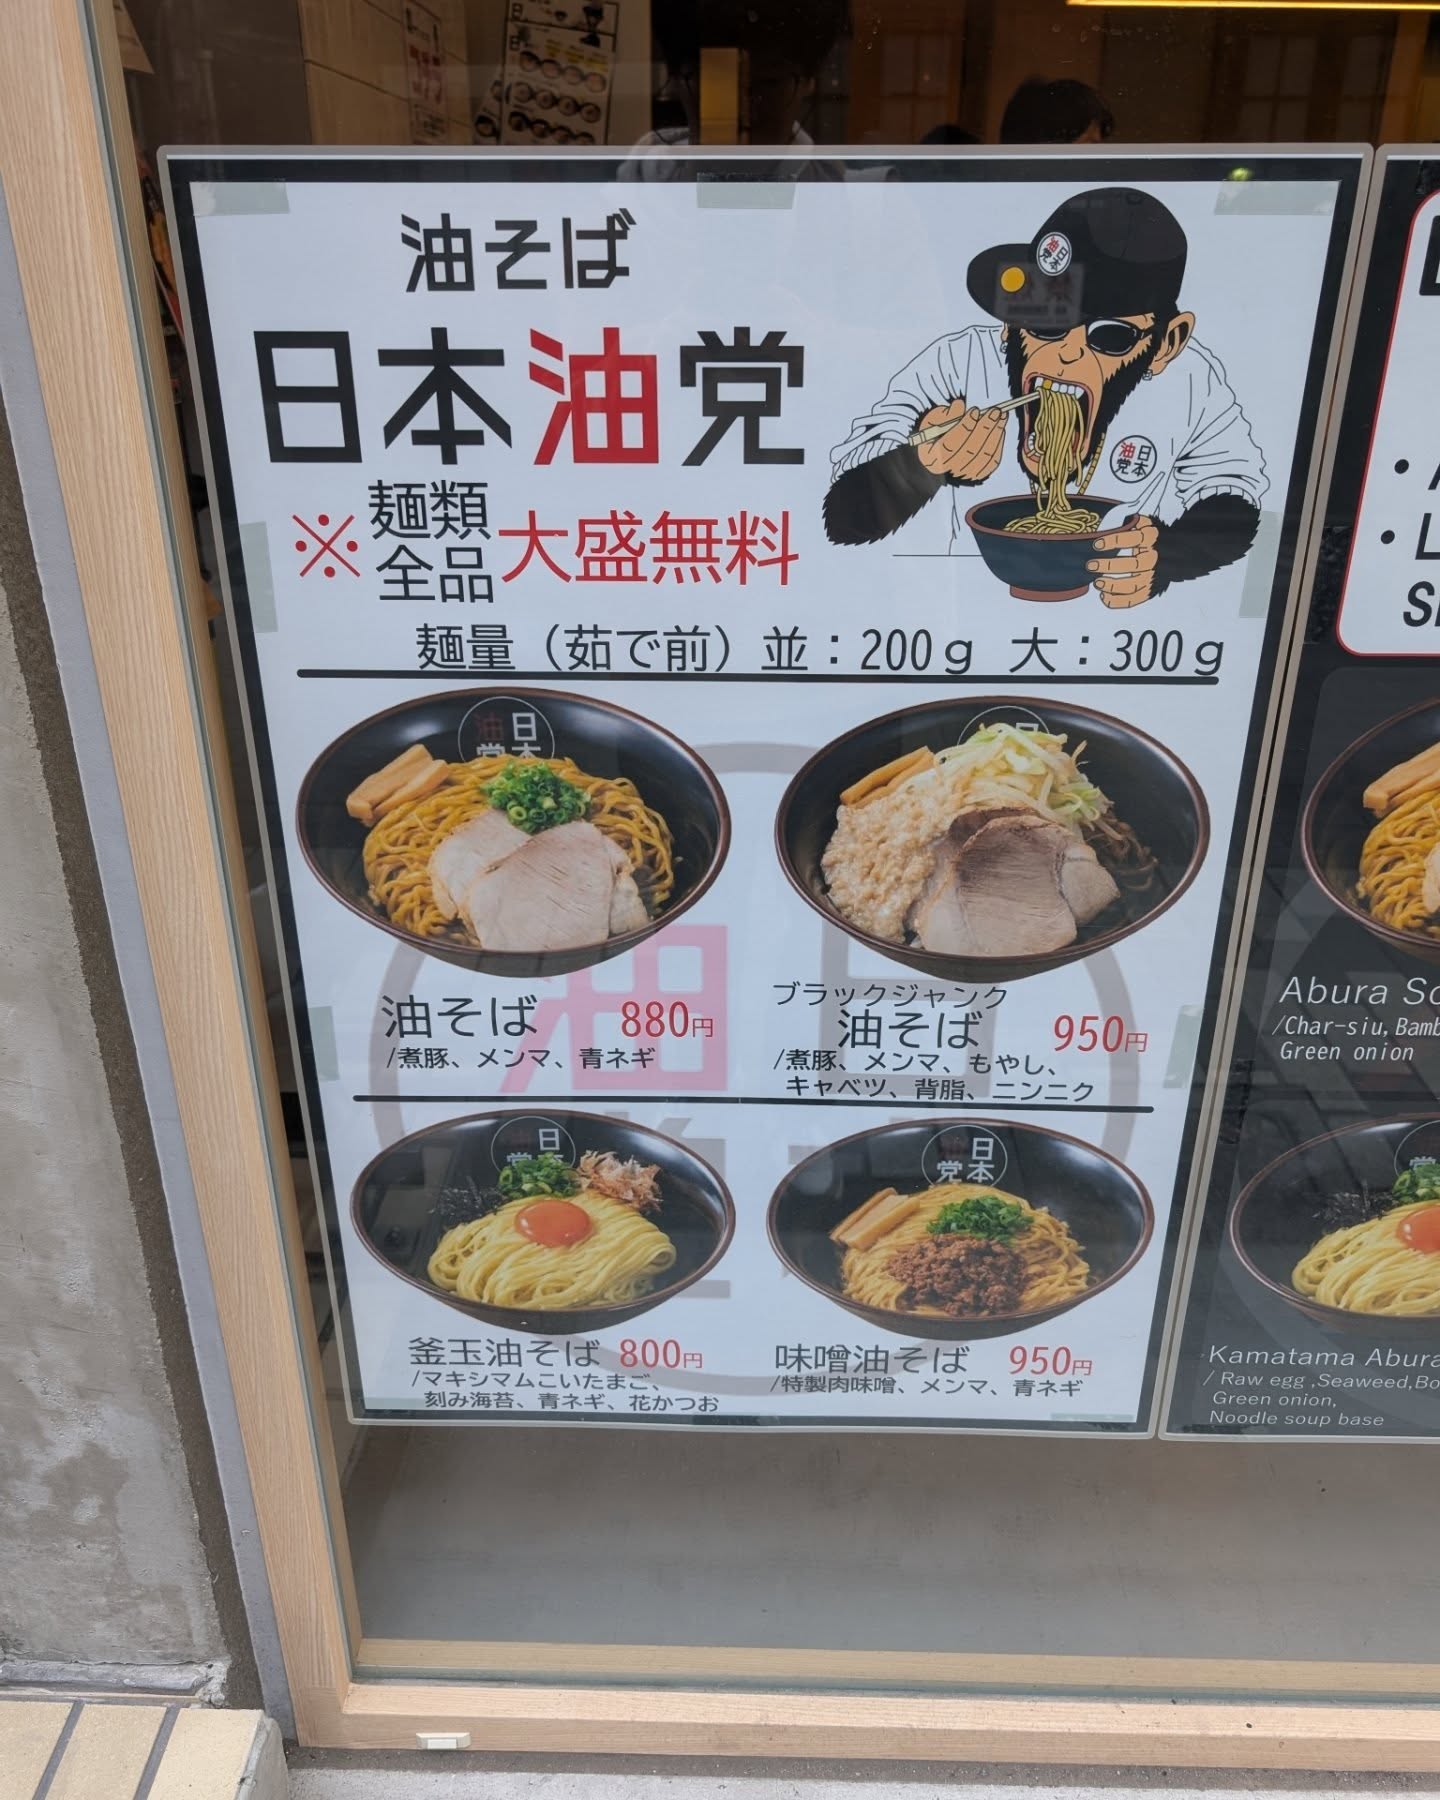 油そば
日本油党
※麺類全品大盛無料
麺量（茹で前）並：200g 大：300g
油そば 880円
/煮豚、メンマ、青ネギ
ブラックジャンク
油そば 950円
/煮豚、メンマ、もやし、
キャベツ、背脂、ニンニク
釜玉油そば 800円
/マキシマムこいたまご、
刻み海苔、青ネギ、花かつお
味噌油そば 950円
/特製肉味噌、メンマ、青ネギ
Abura
/Char-siu,
Green onion
Kamatama Abura
/ Raw egg ,Seaweed,
Green onion,
Noodle soup base